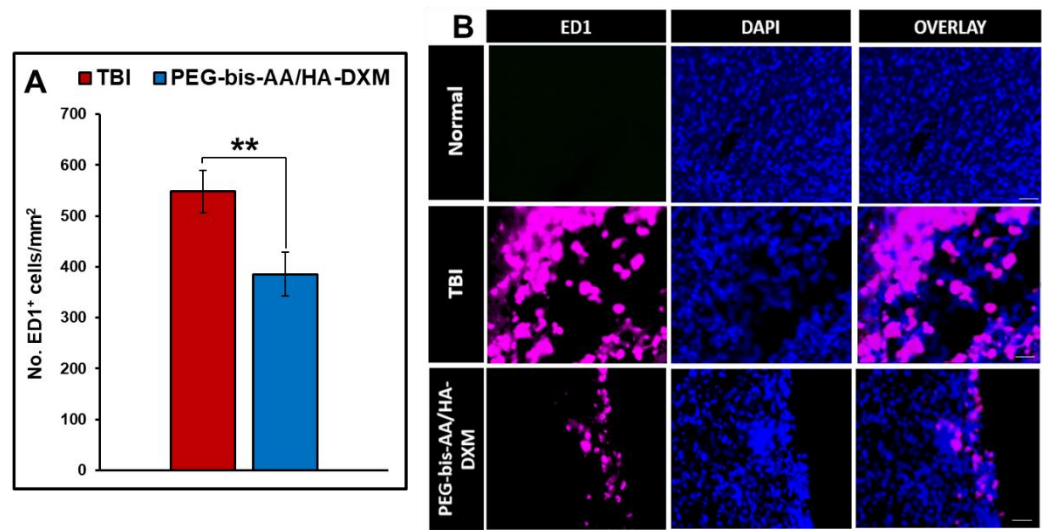 A
TBI PEG-bis-AA/HA-DXM
700
600
500
400
300
200
100
0
No. ED1⁺ cells/mm²
**
B
ED1 DAPI OVERLAY
Normal
TBI
PEG-bis-AA/HA-
DXM